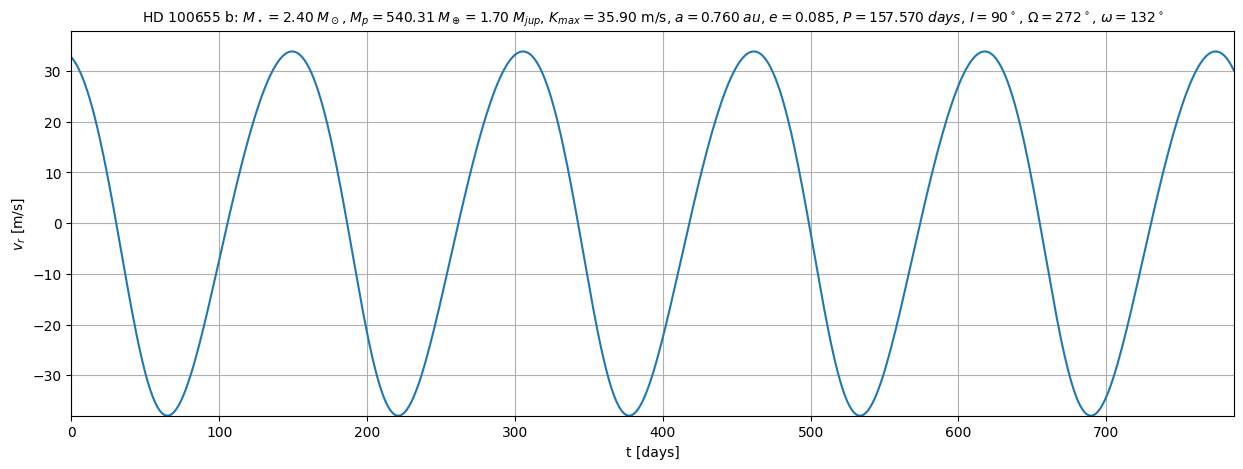 HD 100655 b: M⋆ = 2.40 M⊙, Mp = 540.31 M⊕ = 1.70 Mjup, Kmax = 35.90 m/s, a = 0.760 au, e = 0.085, P = 157.570 days, I = 90°, Ω = 272°, ω = 132°
30
20
10
0
−10
−20
−30
vr [m/s]
0 100 200 300 400 500 600 700
t [days]